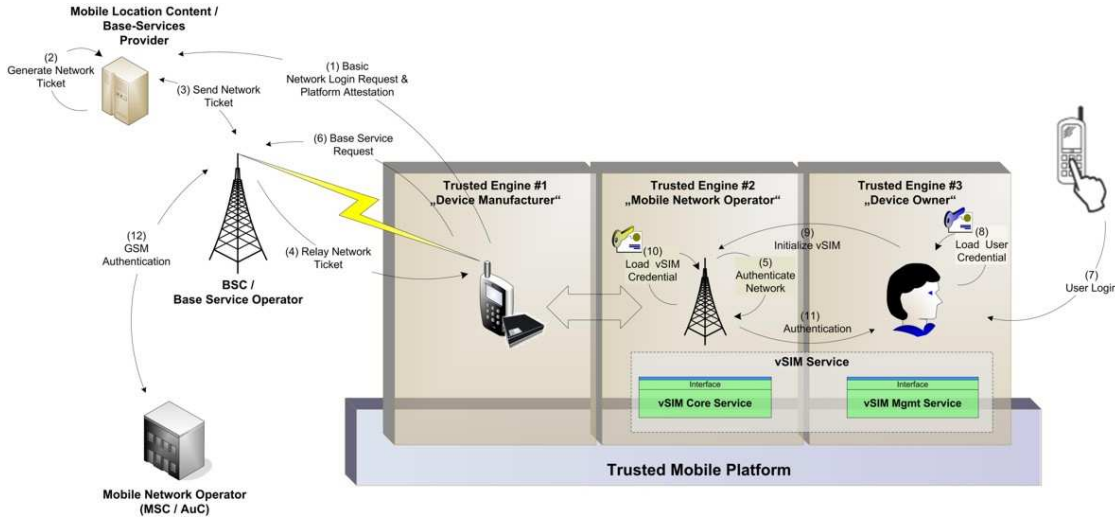 Mobile Location Content /
Base-Services
Provider
(2)
Generate Network
Ticket
(3) Send Network
Ticket
(1) Basic
Network Login Request &
Platform Attestation
(6) Base Service
Request
(12)
GSM
Authentication
(4) Relay Network
Ticket
BSC /
Base Service Operator
Mobile Network Operator
(MSC / AuC)
Trusted Engine #1
„Device Manufacturer“
Trusted Engine #2
„Mobile Network Operator“
Trusted Engine #3
„Device Owner“
(9)
Initialize vSIM
(10)
Load vSIM
Credential
(5)
Authenticate
Network
(8)
Load User
Credential
(11)
Authentication
(7)
User Login
vSIM Service
Interface
vSIM Core Service
Interface
vSIM Mgmt Service
Trusted Mobile Platform